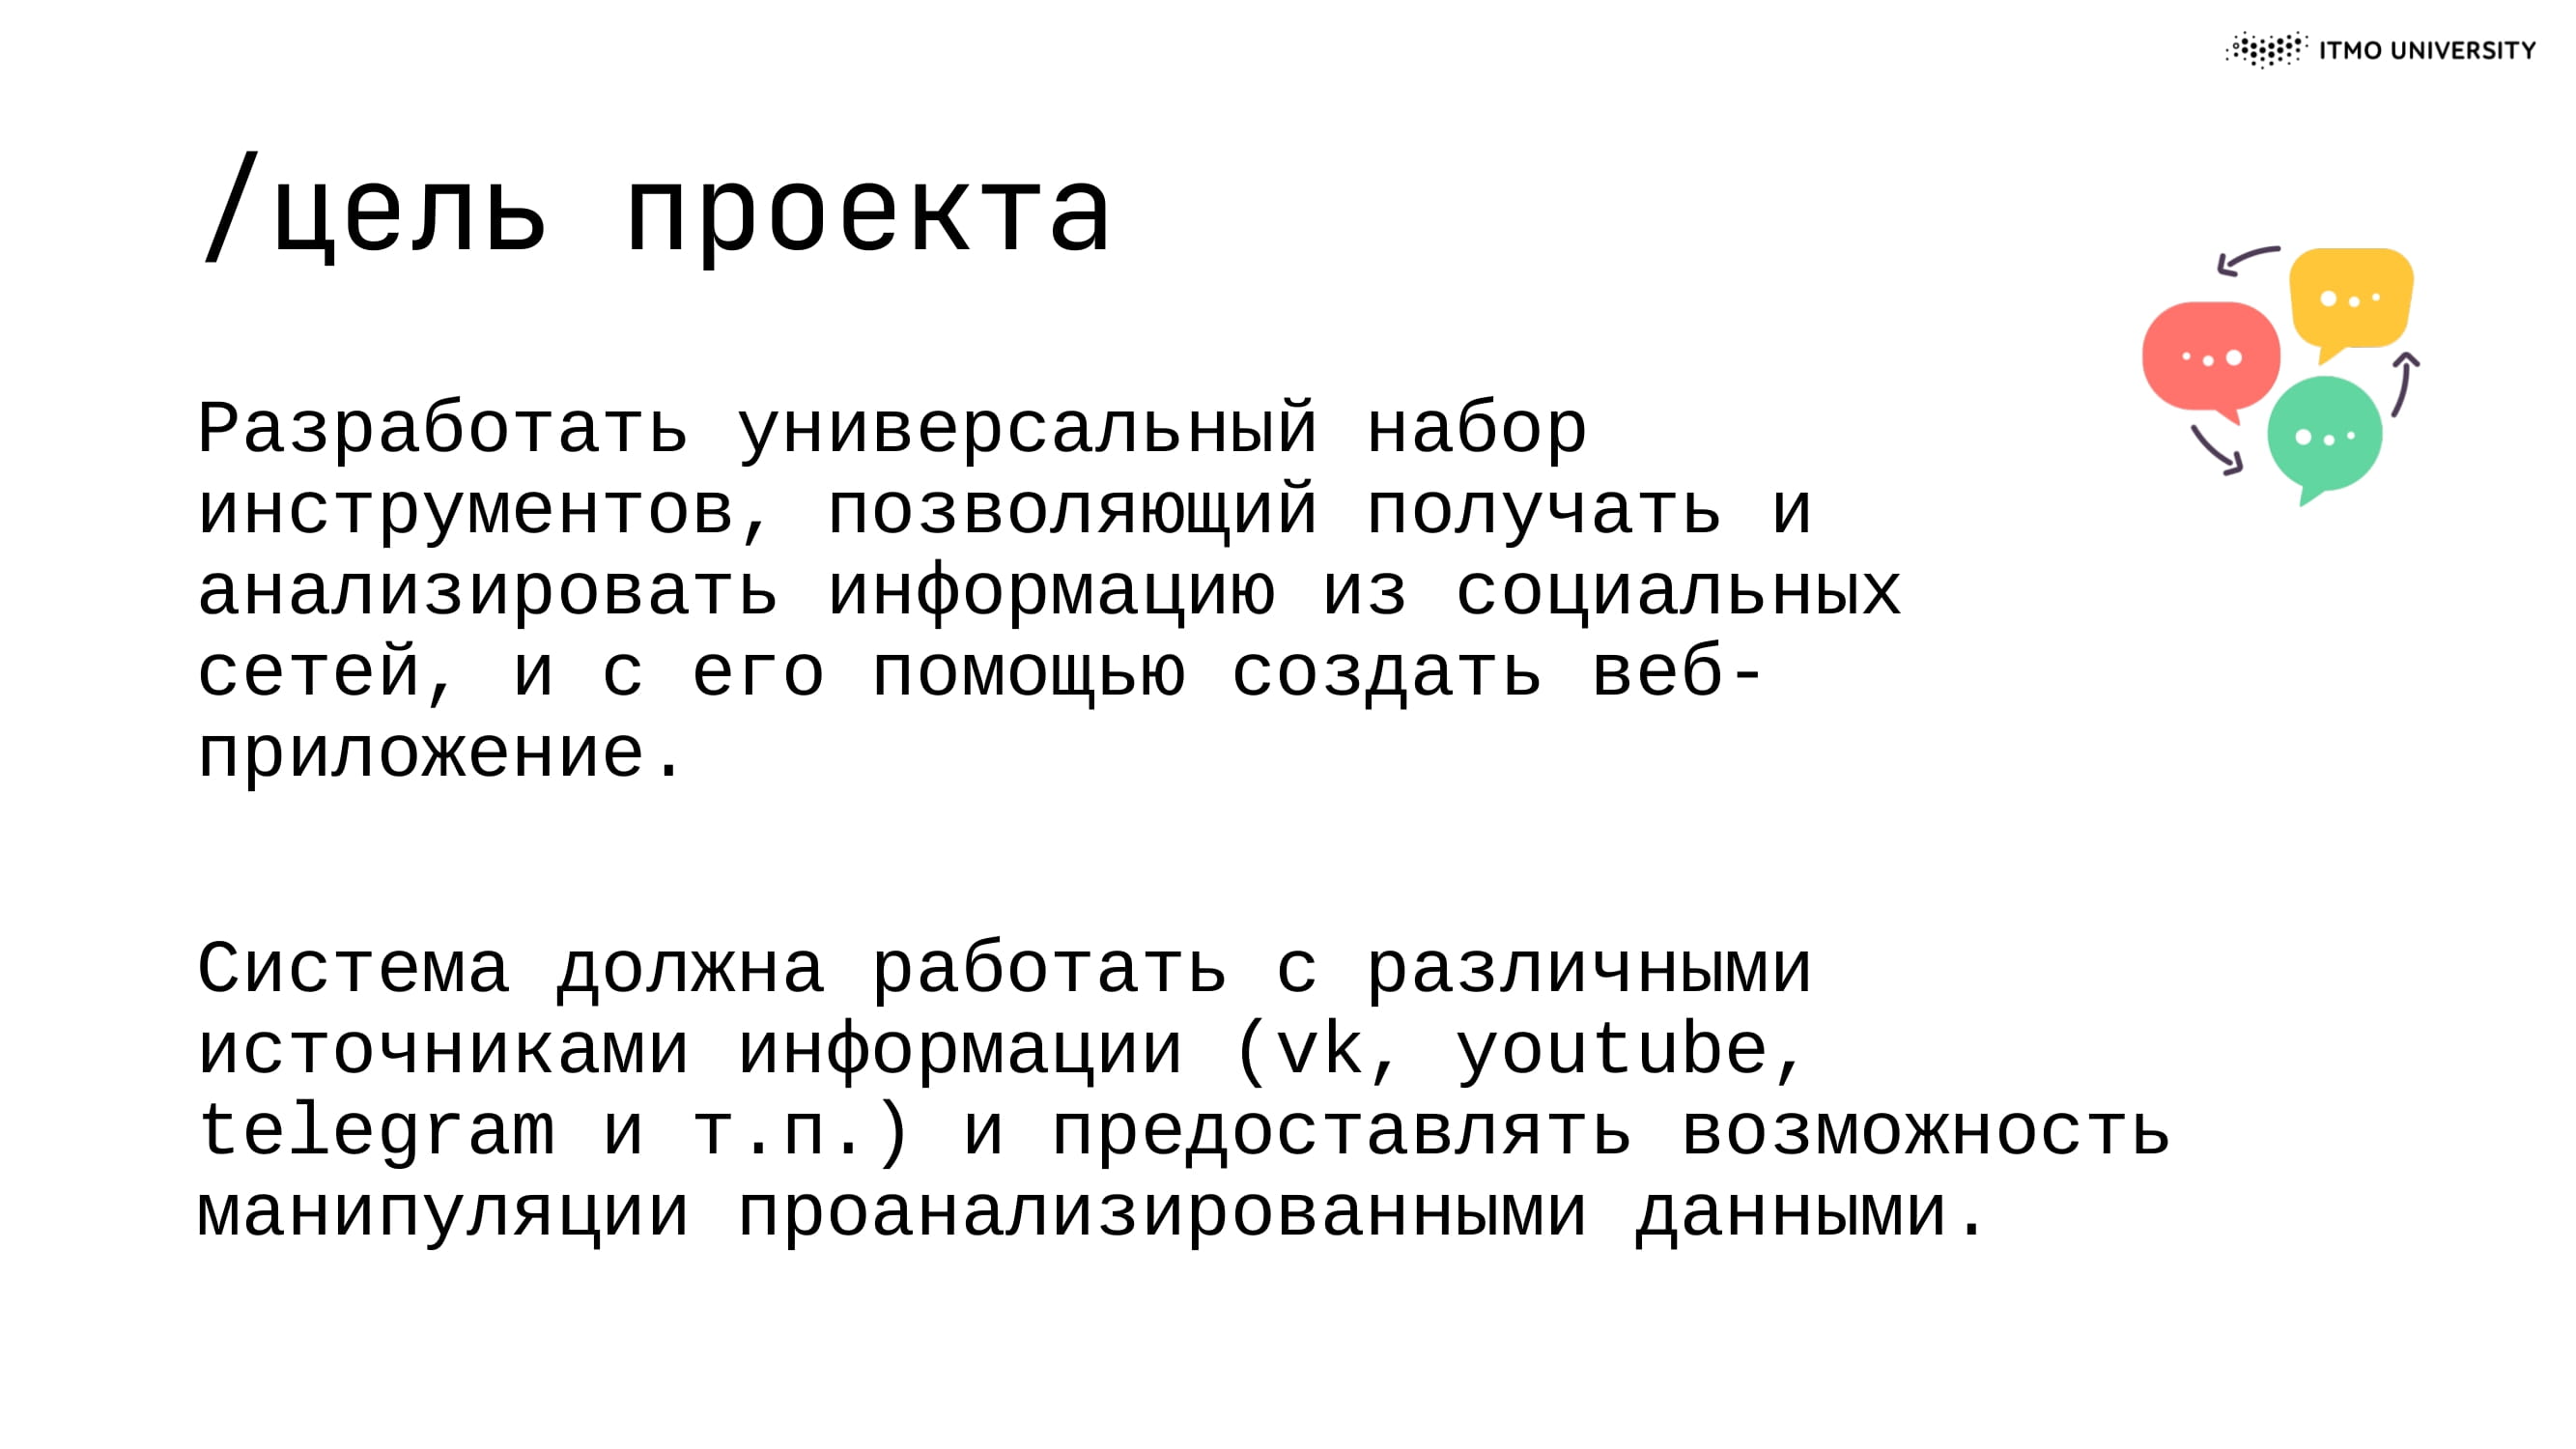 ITMO UNIVERSITY
/цель проекта
Разработать универсальный набор
инструментов, позволяющий получать и
анализировать информацию из социальных
сетей, и с его помощью создать веб-
приложение.
Система должна работать с различными
источниками информации (vk, youtube,
telegram и т.п.) и предоставлять возможность
манипуляции проанализированными данными.